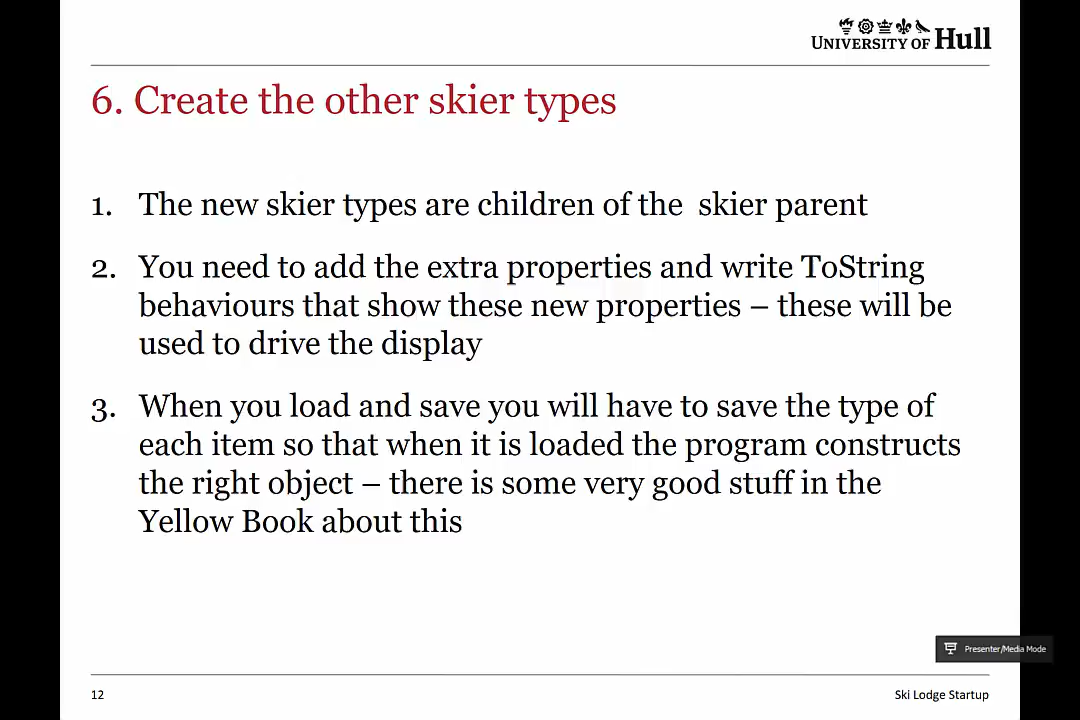 UNIVERSITY OF Hull
6. Create the other skier types
1. The new skier types are children of the skier parent
2. You need to add the extra properties and write ToString
behaviours that show these new properties – these will be
used to drive the display
3. When you load and save you will have to save the type of
each item so that when it is loaded the program constructs
the right object – there is some very good stuff in the
Yellow Book about this
Presenter/Media Mode
12
Ski Lodge Startup